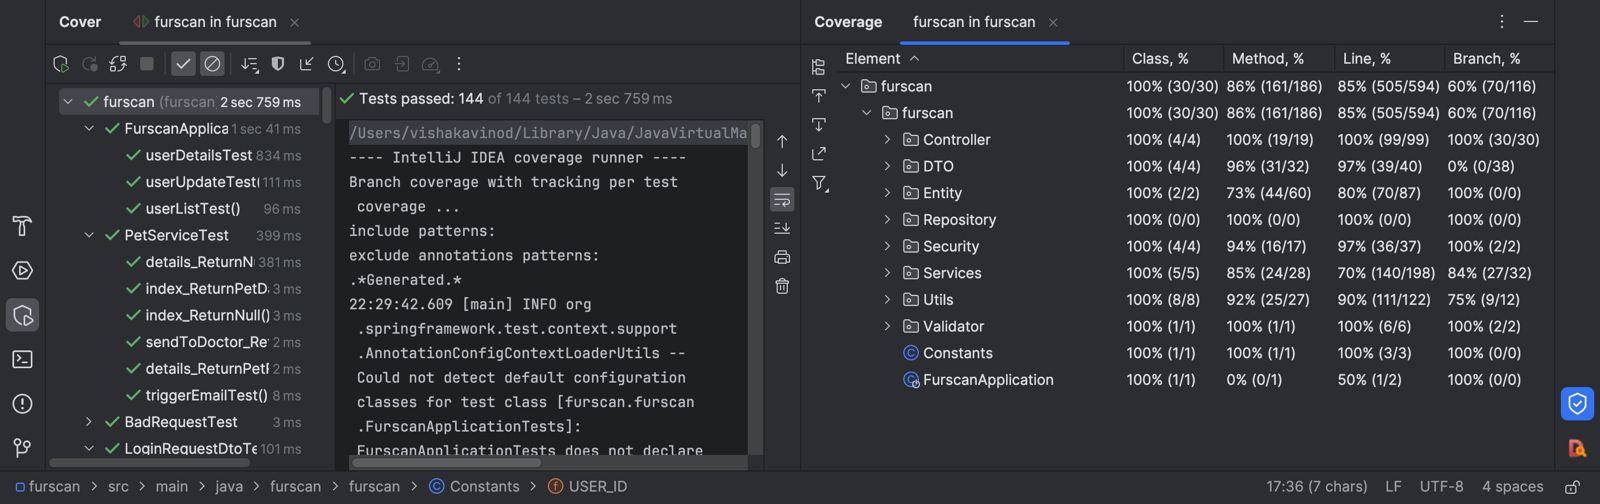 Cover furscan in furscan
furscan (furscan 2 sec 759 ms
FurscanApplica 1 sec 41 ms
userDetailsTest 834 ms
userUpdateTest( 111 ms
userListTest() 96 ms
PetServiceTest 399 ms
details_ReturnN 381 ms
index_ReturnPetD 3 ms
index_ReturnNull() 3 ms
sendToDoctor_Re 2 ms
details_ReturnPet 2 ms
triggerEmailTest() 8 ms
BadRequestTest 3 ms
LoginRequestDtoTe 101 ms
Tests passed: 144 of 144 tests – 2 sec 759 ms
/Users/vishakavinod/Library/Java/JavaVirtualMa
---- IntelliJ IDEA coverage runner ----
Branch coverage with tracking per test
coverage ...
include patterns:
exclude annotations patterns:
.*Generated.*
22:29:42.609 [main] INFO org
.springframework.test.context.support
.AnnotationConfigContextLoaderUtils --
Could not detect default configuration
classes for test class [furscan.furscan
.FurscanApplicationTests]:
FurscanApplicationTests does not declare
Coverage furscan in furscan
Element Class, % Method, % Line, % Branch, %
furscan 100% (30/30) 86% (161/186) 85% (505/594) 60% (70/116)
furscan 100% (30/30) 86% (161/186) 85% (505/594) 60% (70/116)
Controller 100% (4/4) 100% (19/19) 100% (99/99) 100% (30/30)
DTO 100% (4/4) 96% (31/32) 97% (39/40) 0% (0/38)
Entity 100% (2/2) 73% (44/60) 80% (70/87) 100% (0/0)
Repository 100% (0/0) 100% (0/0) 100% (0/0) 100% (0/0)
Security 100% (4/4) 94% (16/17) 97% (36/37) 100% (2/2)
Services 100% (5/5) 85% (24/28) 70% (140/198) 84% (27/32)
Utils 100% (8/8) 92% (25/27) 90% (111/122) 75% (9/12)
Validator 100% (1/1) 100% (1/1) 100% (6/6) 100% (2/2)
Constants 100% (1/1) 100% (1/1) 100% (3/3) 100% (0/0)
FurscanApplication 100% (1/1) 0% (0/1) 50% (1/2) 100% (0/0)
furscan > src > main > java > furscan > furscan > Constants > USER_ID 17:36 (7 chars) LF UTF-8 4 spaces